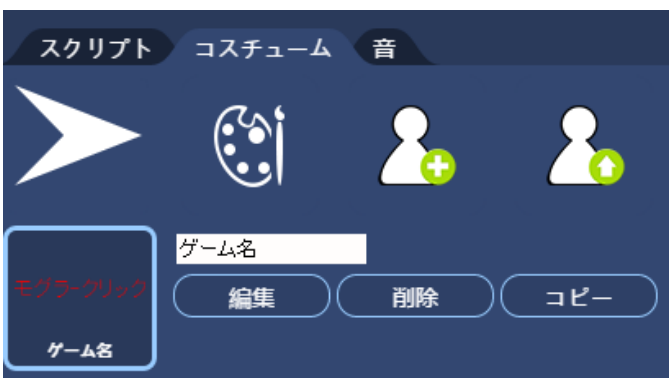 スクリプト コスチューム 音
ゲーム名
編集 削除 コピー
モグラークリック
ゲーム名